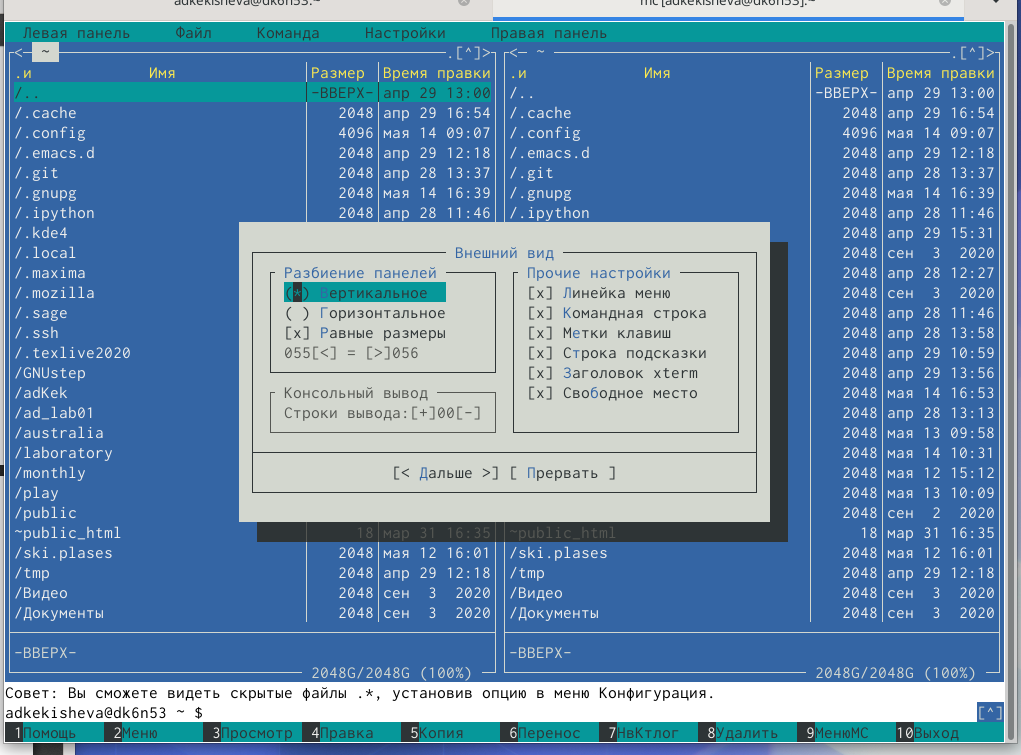 adkekisheva@dk6n53:~ mc [adkekisheva@dk6n53]:~
Левая панель Файл Команда Настройки Правая панель
<─ ~ .[^]> <─ ~ .[^]>
.и Имя Размер Время правки .и Имя Размер Время правки
/.. -ВВЕРХ- апр 29 13:00 /.. -ВВЕРХ- апр 29 13:00
/.cache 2048 апр 29 16:54 /.cache 2048 апр 29 16:54
/.config 4096 мая 14 09:07 /.config 4096 мая 14 09:07
/.emacs.d 2048 апр 29 12:18 /.emacs.d 2048 апр 29 12:18
/.git 2048 апр 28 13:37 /.git 2048 апр 28 13:37
/.gnupg 2048 мая 14 16:39 /.gnupg 2048 мая 14 16:39
/.ipython 2048 апр 28 11:46 /.ipython 2048 апр 28 11:46
/.kde4 2048 апр 29 15:31
/.local Внешний вид 2048 сен 3 2020
/.maxima Разбиение панелей Прочие настройки 2048 апр 28 12:27
/.mozilla (*) Вертикальное [x] Линейка меню 2048 сен 3 2020
/.sage ( ) Горизонтальное [x] Командная строка 2048 апр 28 11:46
/.ssh [x] Равные размеры [x] Метки клавиш 2048 апр 28 13:58
/.texlive2020 055[<] = [>]056 [x] Строка подсказки 2048 апр 29 10:59
/GNUstep [x] Заголовок xterm 2048 апр 29 13:56
/adKek Консольный вывод [x] Свободное место 2048 мая 14 16:53
/ad_lab01 Строки вывода:[+]00[-] 2048 апр 28 13:13
/australia 2048 мая 13 09:58
/laboratory 2048 мая 14 10:31
/monthly [< Дальше >] [ Прервать ] 2048 мая 12 15:12
/play 2048 мая 13 10:09
/public 2048 сен 2 2020
~public_html 18 мар 31 16:35 ~public_html 18 мар 31 16:35
/ski.plases 2048 мая 12 16:01 /ski.plases 2048 мая 12 16:01
/tmp 2048 апр 29 12:18 /tmp 2048 апр 29 12:18
/Видео 2048 сен 3 2020 /Видео 2048 сен 3 2020
/Документы 2048 сен 3 2020 /Документы 2048 сен 3 2020
-ВВЕРХ- -ВВЕРХ-
2048G/2048G (100%) 2048G/2048G (100%)
Совет: Вы сможете видеть скрытые файлы .*, установив опцию в меню Конфигурация.
adkekisheva@dk6n53 ~ $ [^]
1Помощь 2Меню 3Просмотр 4Правка 5Копия 6Перенос 7НвКтлог 8Удалить 9МенюMC 10Выход